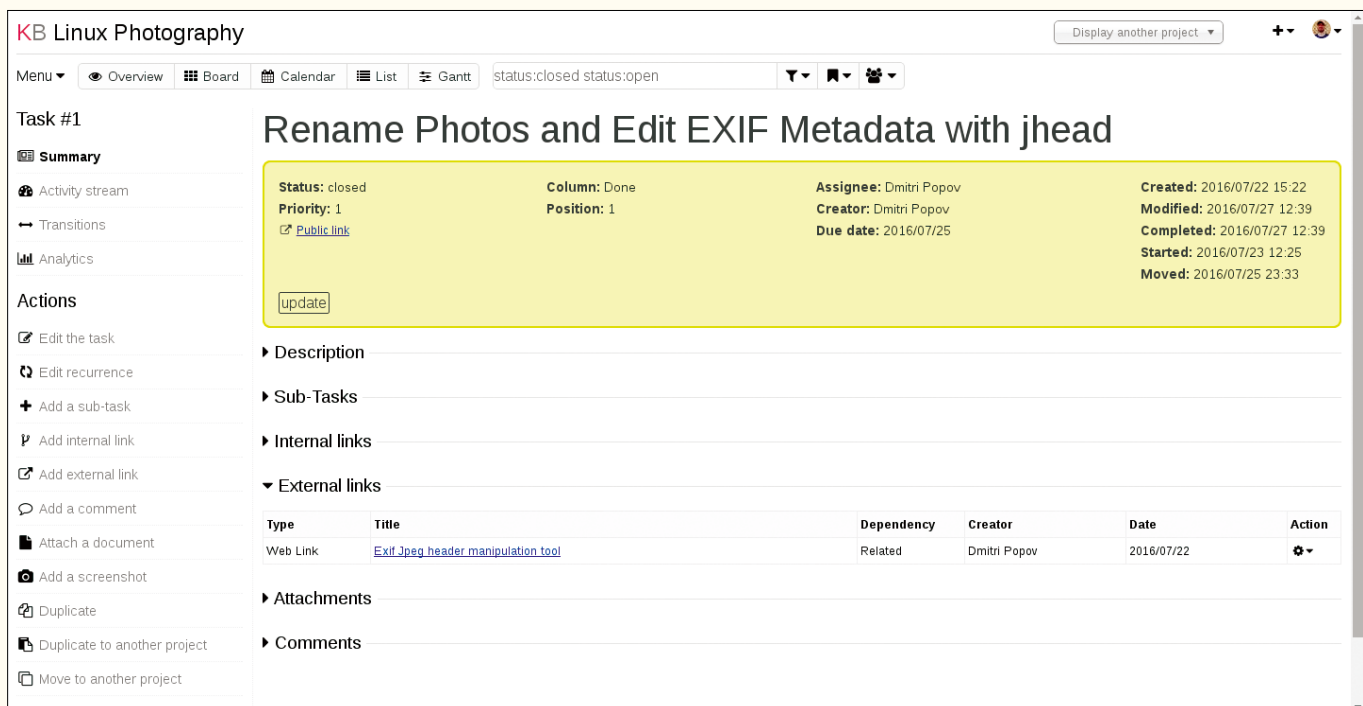 KB Linux Photography
Display another project
Menu Overview Board Calendar List Gantt status:closed status:open
Task #1
Summary
Activity stream
Transitions
Analytics
Actions
Edit the task
Edit recurrence
Add a sub-task
Add internal link
Add external link
Add a comment
Attach a document
Add a screenshot
Duplicate
Duplicate to another project
Move to another project
Rename Photos and Edit EXIF Metadata with jhead
Status: closed
Priority: 1
Public link
Column: Done
Position: 1
Assignee: Dmitri Popov
Creator: Dmitri Popov
Due date: 2016/07/25
Created: 2016/07/22 15:22
Modified: 2016/07/27 12:39
Completed: 2016/07/27 12:39
Started: 2016/07/23 12:25
Moved: 2016/07/25 23:33
update
Description
Sub-Tasks
Internal links
External links
Type Title Dependency Creator Date Action
Web Link Exif Jpeg header manipulation tool Related Dmitri Popov 2016/07/22
Attachments
Comments